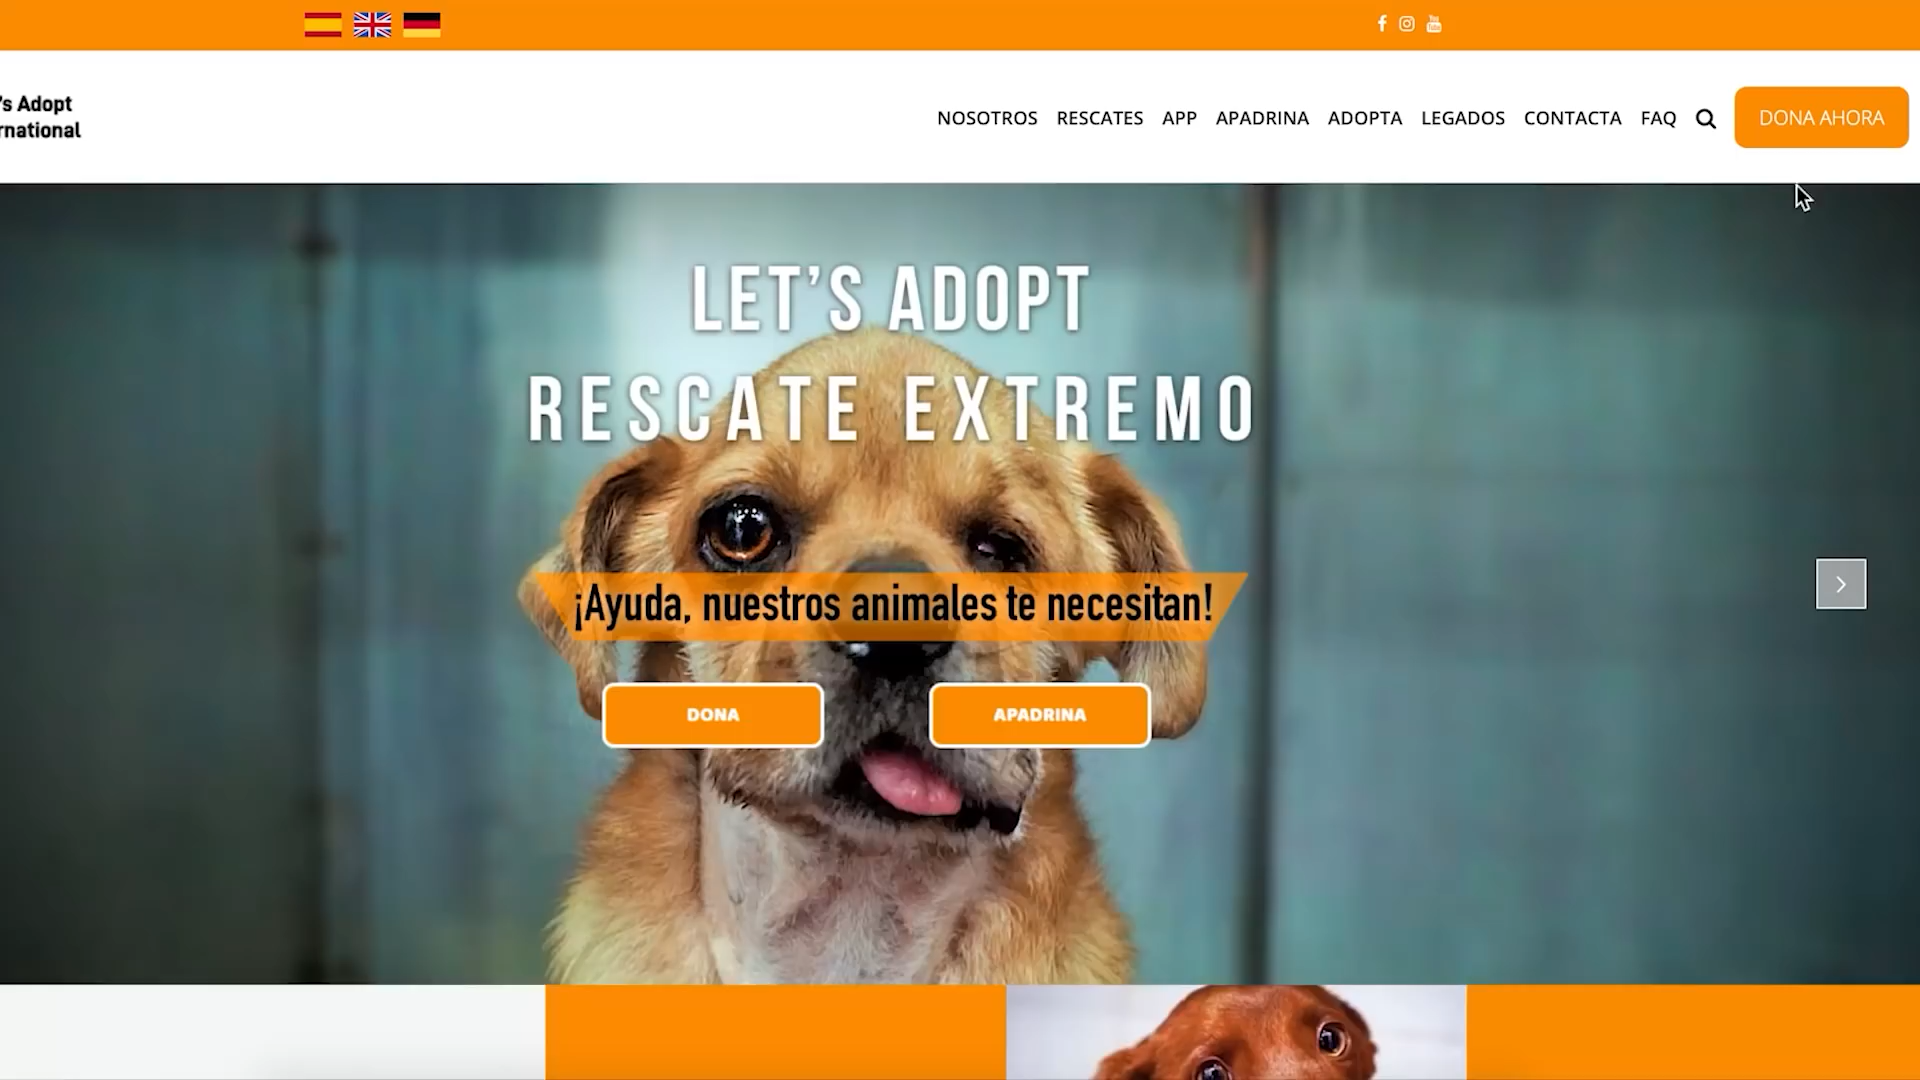 's Adopt
rnational
NOSOTROS RESCATES APP APADRINA ADOPTA LEGADOS CONTACTA FAQ DONA AHORA
LET'S ADOPT
RESCATE EXTREMO
¡Ayuda, nuestros animales te necesitan!
DONA APADRINA